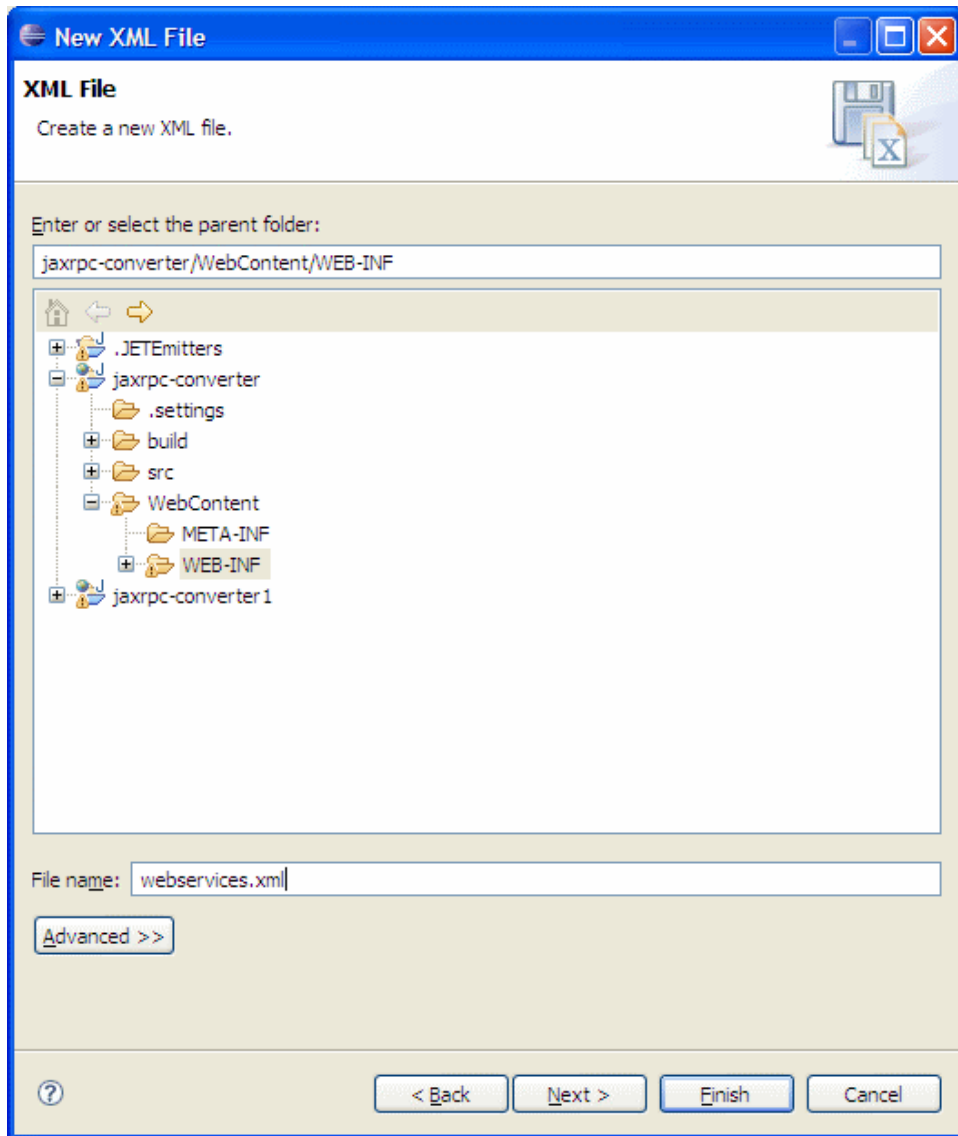 New XML File
XML File
Create a new XML file.
X
Enter or select the parent folder:
jaxrpc-converter/WebContent/WEB-INF
.JETEmitters
jaxrpc-converter
.settings
build
src
WebContent
META-INF
WEB-INF
jaxrpc-converter1
File name: webservices.xml
Advanced >>
? < Back Next > Finish Cancel